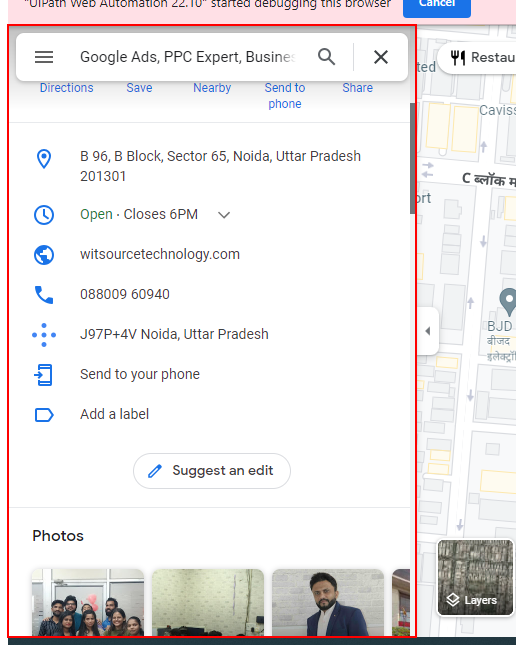 "UiPath Web Automation 22.10" started debugging this browser
Cancel
Google Ads, PPC Expert, Busines
Restau
Directions
Save
Nearby
Send to
phone
Share
B 96, B Block, Sector 65, Noida, Uttar Pradesh
201301
Open · Closes 6PM
witsourcetechnology.com
088009 60940
J97P+4V Noida, Uttar Pradesh
Send to your phone
Add a label
Suggest an edit
Photos
ted
Caviss
C ब्लॉक म
ort
BJD
बीजद
इलेक्ट्रॉ
Layers